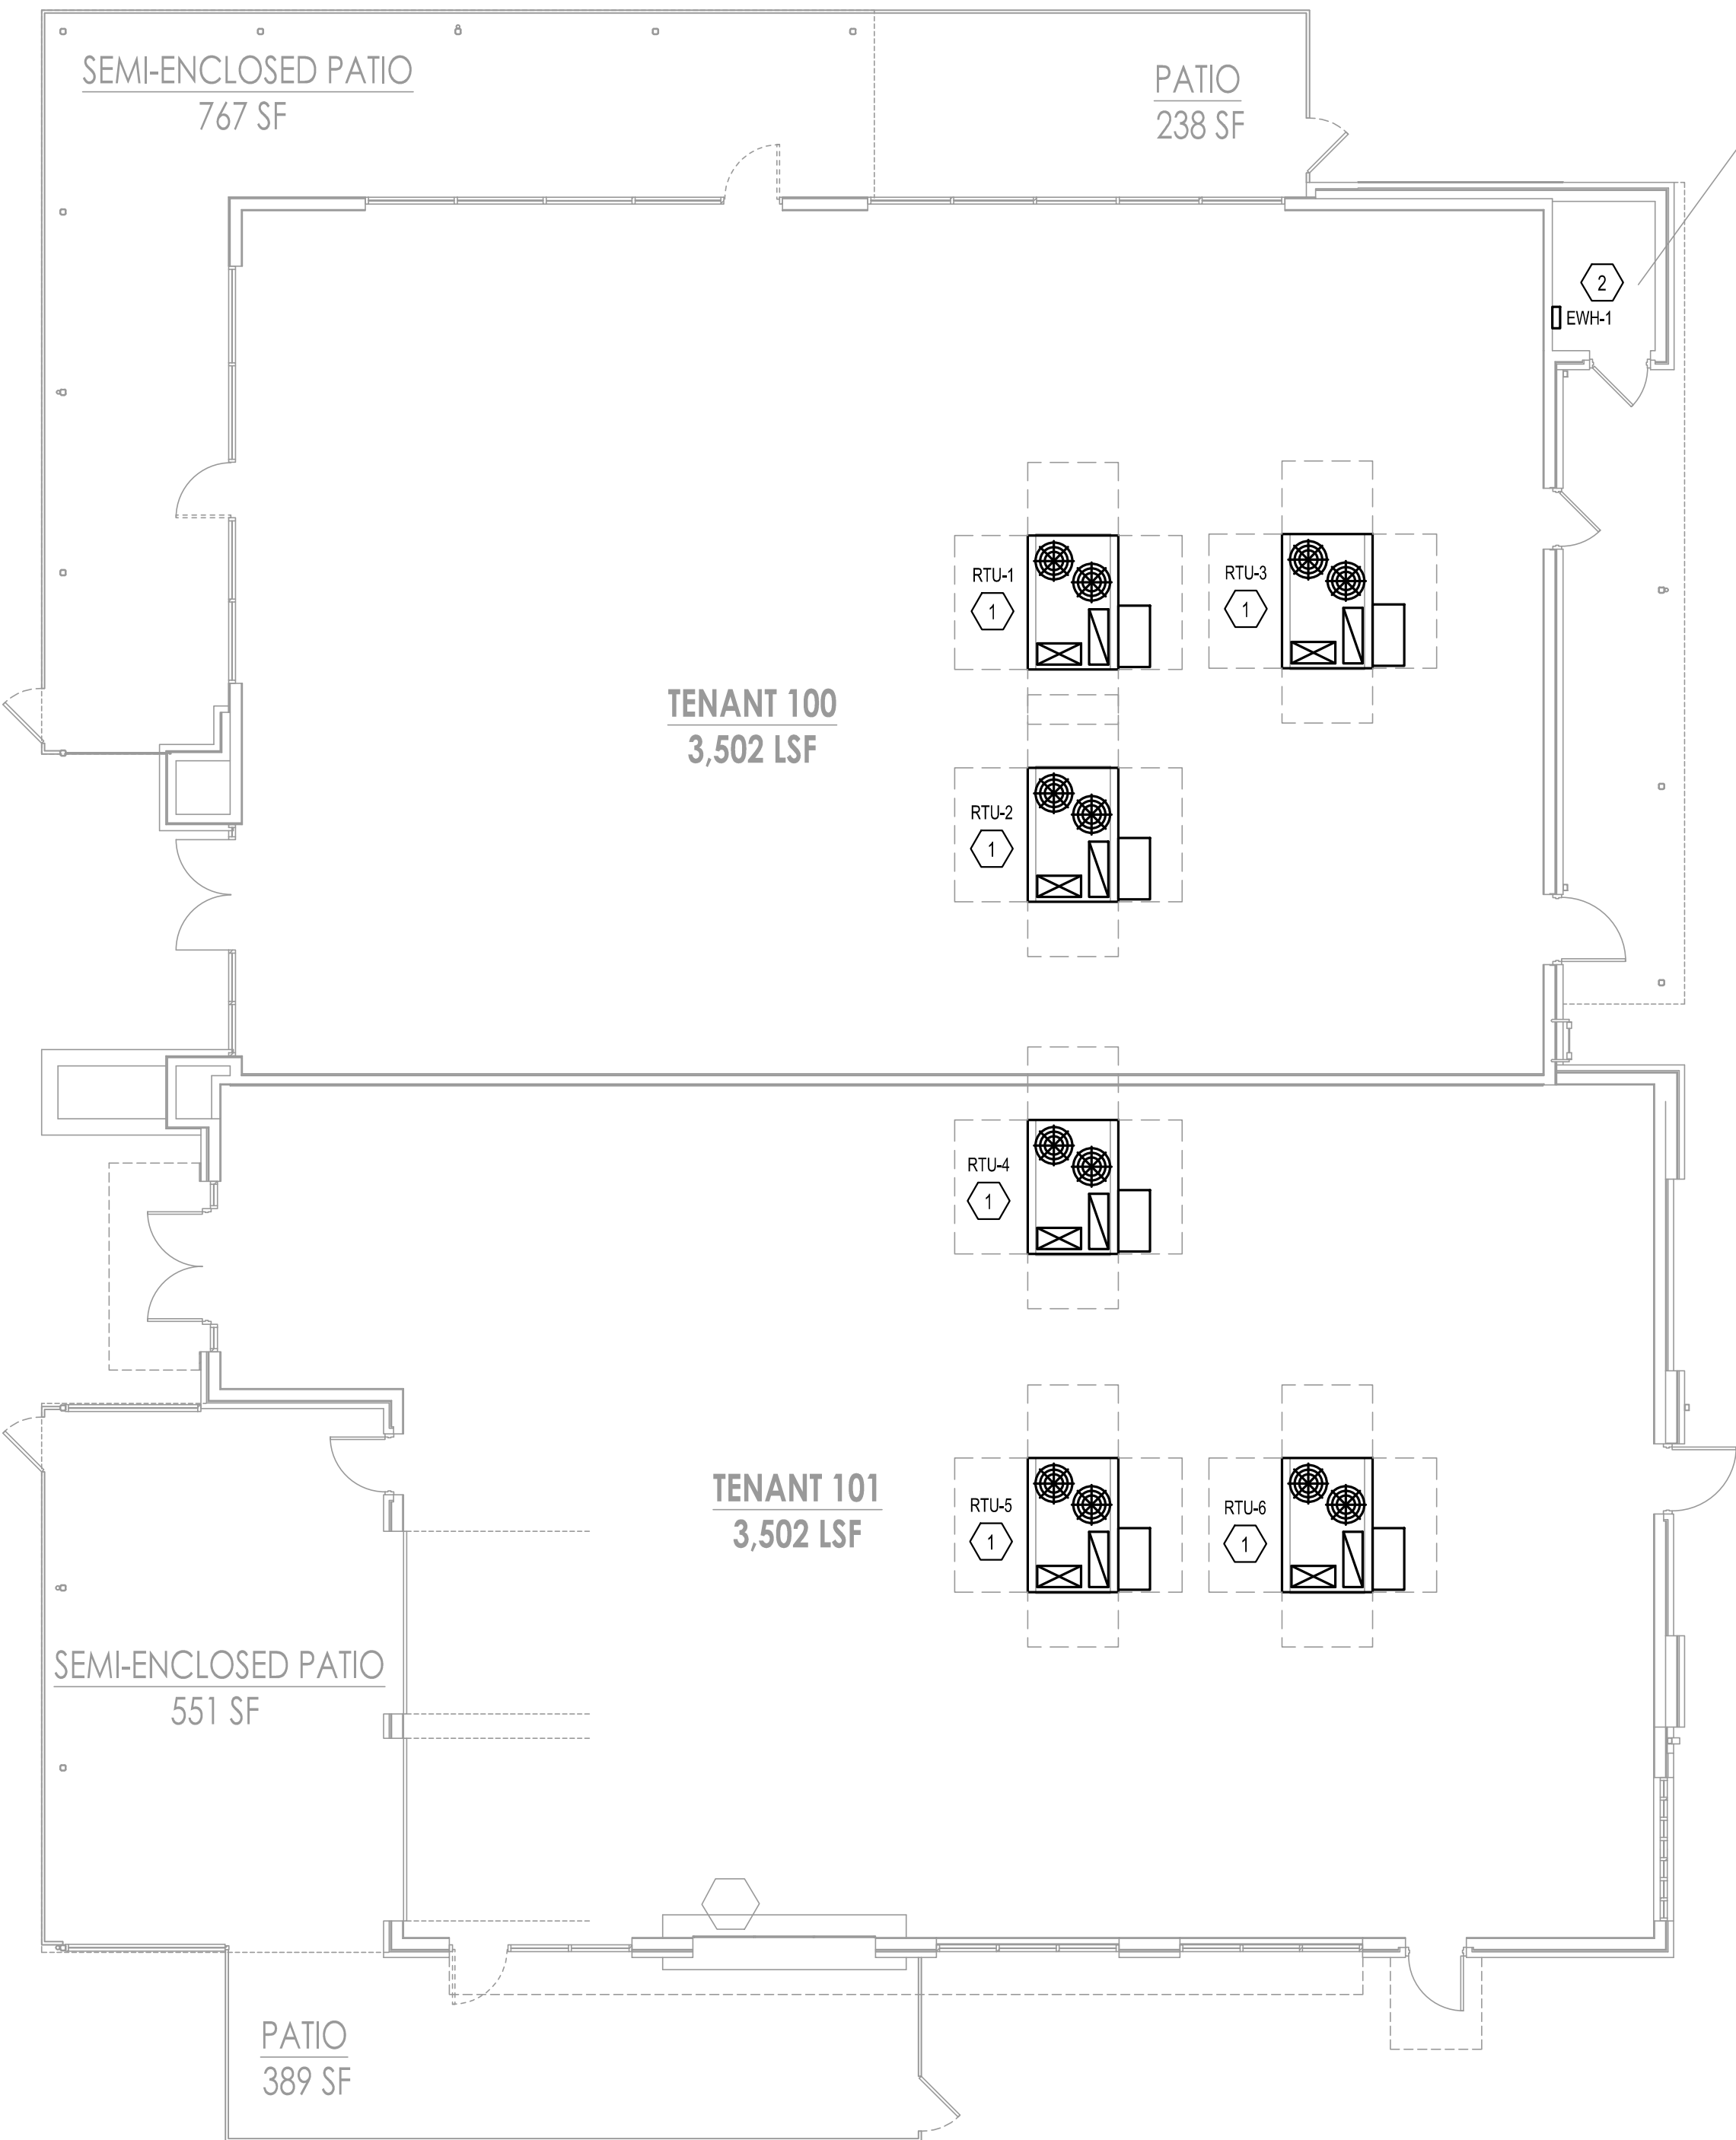 SEMI-ENCLOSED PATIO
767 SF
PATIO
238 SF
2
EWH-1
RTU-1
1
RTU-3
1
TENANT 100
3,502 LSF
RTU-2
1
RTU-4
1
TENANT 101
3,502 LSF
RTU-5
1
RTU-6
1
SEMI-ENCLOSED PATIO
551 SF
PATIO
389 SF